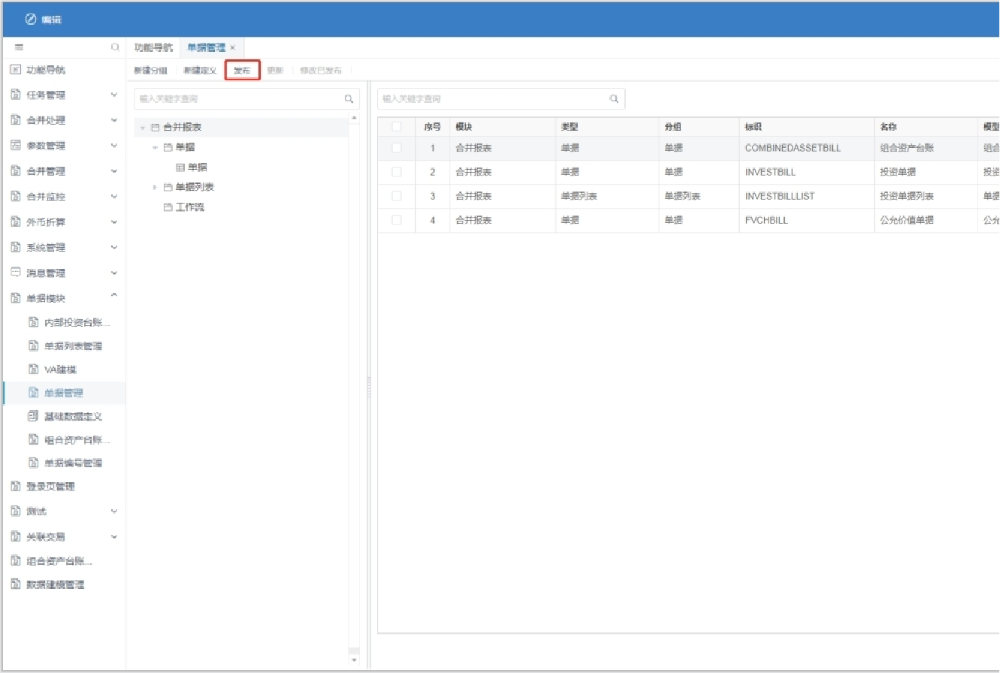 编辑
功能导航
任务管理
合并处理
参数管理
合并管理
合并监控
外币折算
系统管理
消息管理
单据模块
内部投资台账...
单据列表管理
VA建模
单据管理
基础数据定义
组合资产台账...
单据编号管理
登录页管理
测试
关联交易
组合资产台账...
数据建模管理
功能导航 单据管理 ×
新建分组 新建定义 发布 更新 修改已发布
输入关键字查询
合并报表
单据
单据
单据列表
工作流
输入关键字查询
序号 模块 类型 分组 标识 名称 模型
1 合并报表 单据 单据 COMBINEDASSETBILL 组合资产台账 组合
2 合并报表 单据 单据 INVESTBILL 投资单据 投资
3 合并报表 单据列表 单据列表 INVESTBILLLIST 投资单据列表 单据
4 合并报表 单据 单据 FVCHBILL 公允价值单据 公允